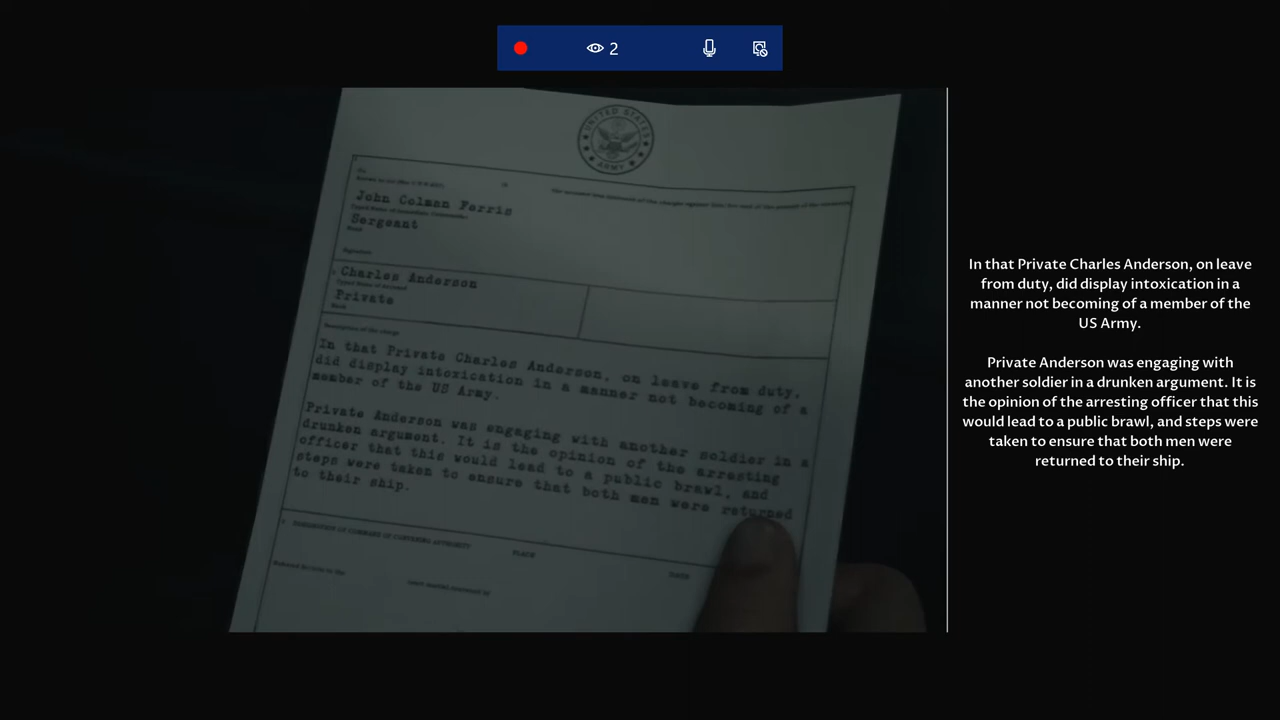 2
UNITED STATES
ARMY
John Colman Ferris
Sergeant
Signature
Charles Anderson
Private
Description of the charge
In that Private Charles Anderson, on leave from duty,
did display intoxication in a manner not becoming of a
member of the US Army.
Private Anderson was engaging with another soldier in a
drunken argument. It is the opinion of the arresting
officer that this would lead to a public brawl, and
steps were taken to ensure that both men were returned
to their ship.
PLACE
DATE
In that Private Charles Anderson, on leave
from duty, did display intoxication in a
manner not becoming of a member of the
US Army.
Private Anderson was engaging with
another soldier in a drunken argument. It is
the opinion of the arresting officer that this
would lead to a public brawl, and steps were
taken to ensure that both men were
returned to their ship.